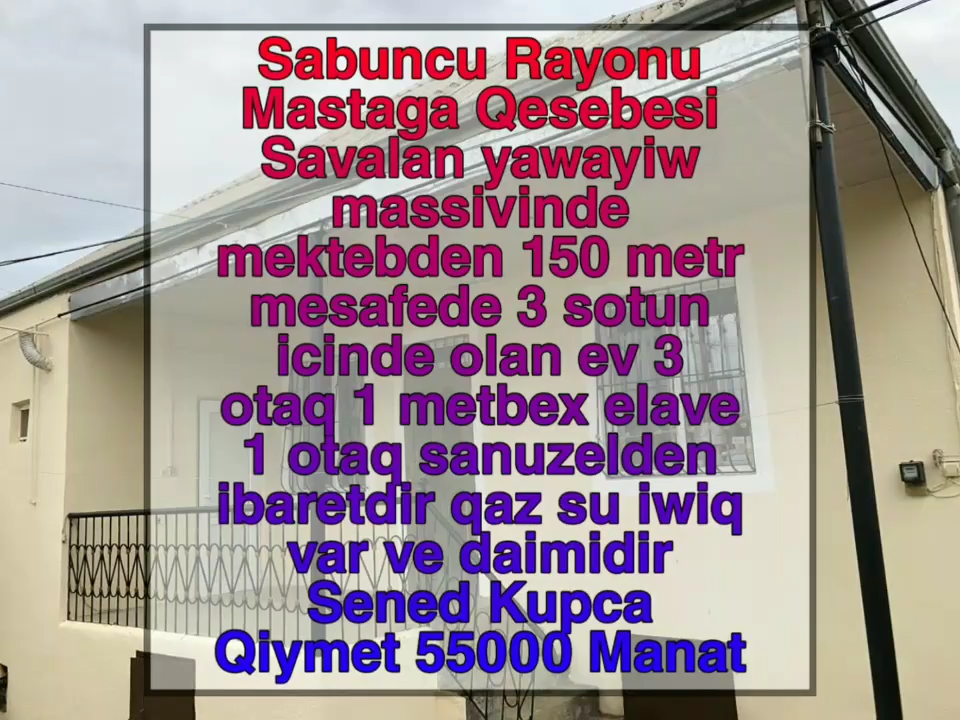 Sabuncu Rayonu
Mastaga Qesebesi
Savalan yawayiw
massivinde
mektebden 150 metr
mesafede 3 sotun
icinde olan ev 3
otaq 1 metbex elave
1 otaq sanuzelden
ibaretdir qaz su iwiq
var ve daimidir
Sened Kupca
Qiymet 55000 Manat